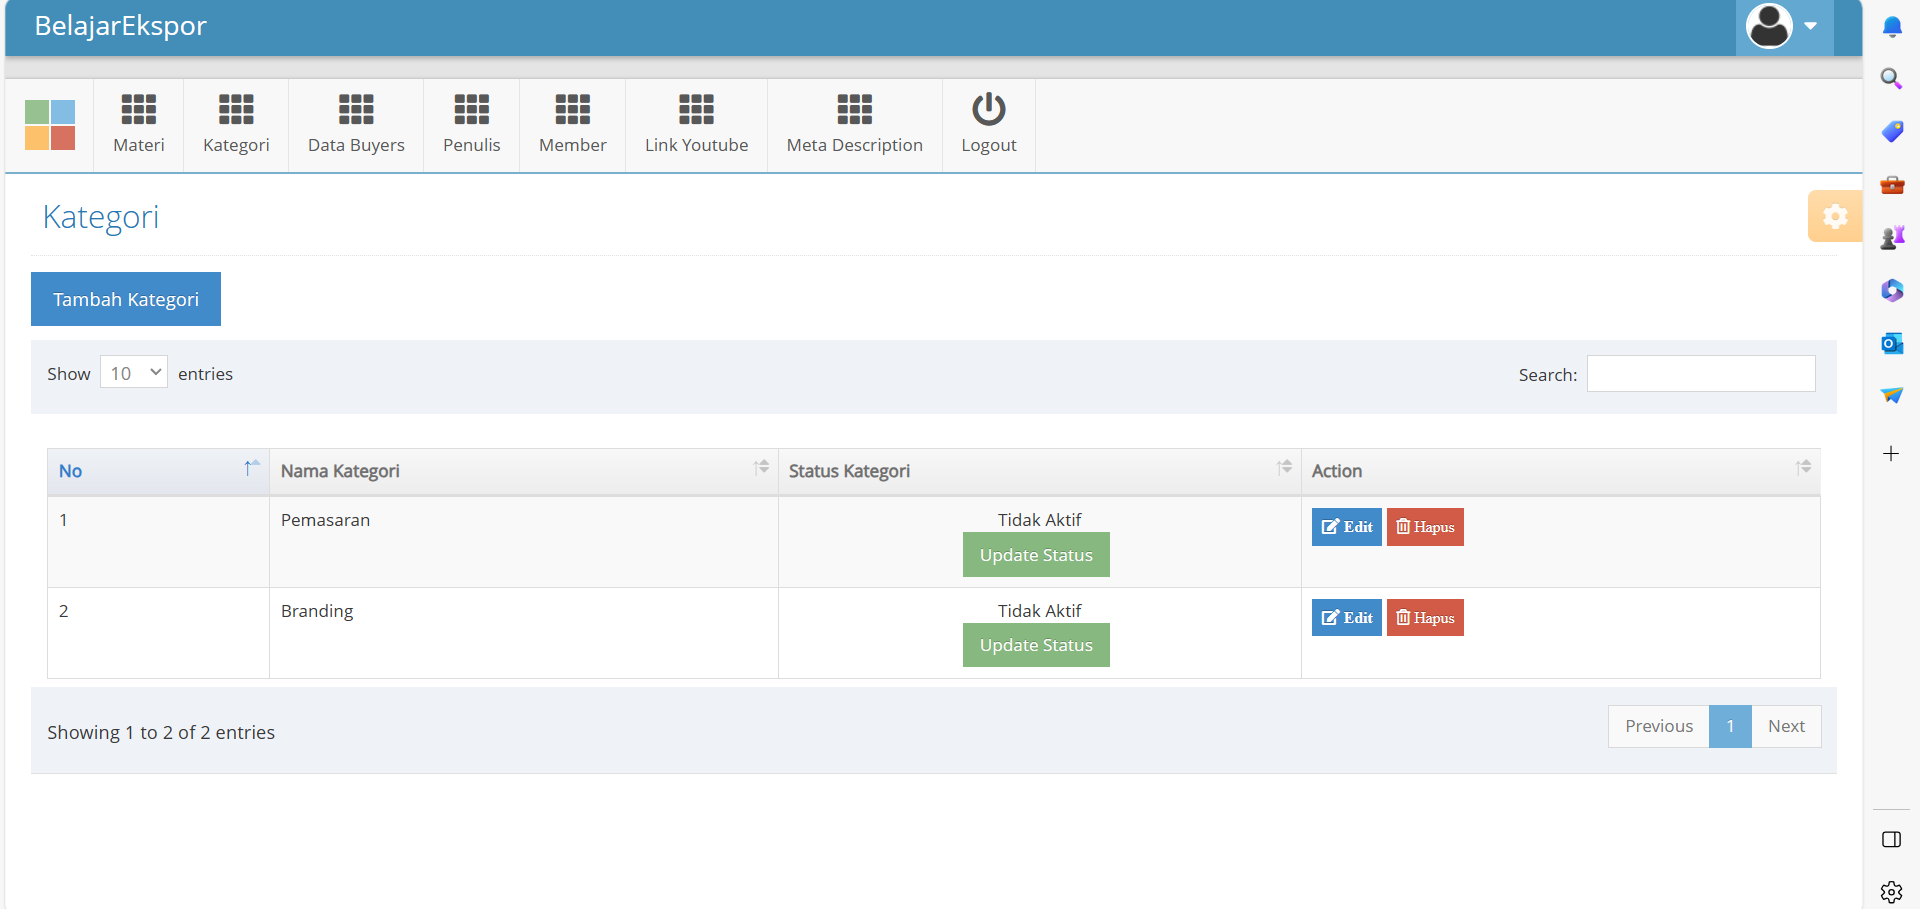 BelajarEkspor
Materi
Kategori
Data Buyers
Penulis
Member
Link Youtube
Meta Description
Logout
Kategori
Tambah Kategori
Show 10 entries
Search:
No Nama Kategori Status Kategori Action
1 Pemasaran Tidak Aktif Edit Hapus
Update Status
2 Branding Tidak Aktif Edit Hapus
Update Status
Showing 1 to 2 of 2 entries
Previous 1 Next